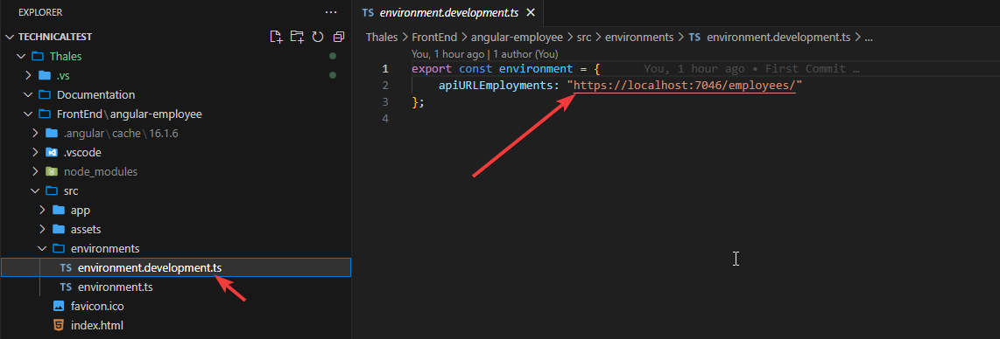 EXPLORER
TECHNICALTEST
Thales
.vs
Documentation
FrontEnd\angular-employee
.angular\cache\16.1.6
.vscode
node_modules
src
app
assets
environments
TS environment.development.ts
TS environment.ts
favicon.ico
index.html
TS environment.development.ts
Thales > FrontEnd > angular-employee > src > environments > TS environment.development.ts > ...
You, 1 hour ago | 1 author (You)
1 export const environment = { You, 1 hour ago • First Commit …
2 apiURLEmployments: "https://localhost:7046/employees/"
3 };
4